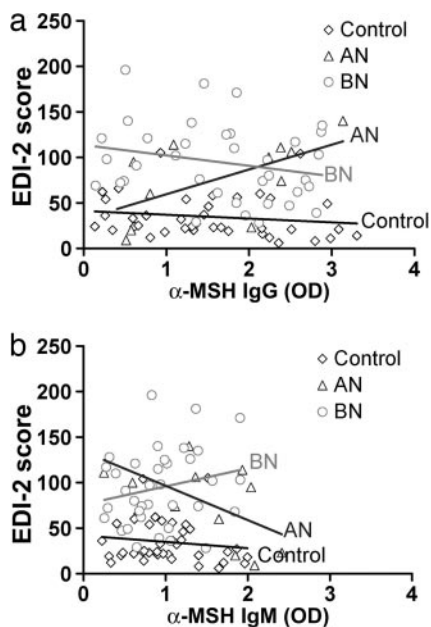 a
EDI-2 score
250
200
150
100
50
0
Control
AN
BN
AN
BN
Control
0
1
2
3
4
α-MSH IgG (OD)
b
EDI-2 score
250
200
150
100
50
0
Control
AN
BN
BN
AN
Control
0
1
2
3
4
α-MSH IgM (OD)